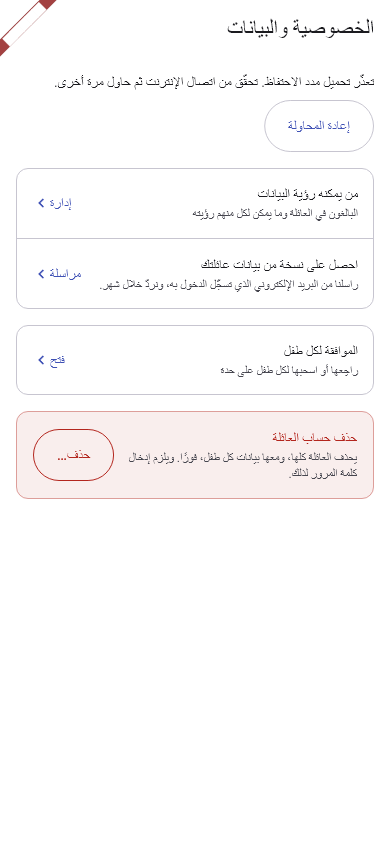 الخصوصية والبيانات
تعذّر تحميل مدد الاحتفاظ. تحقّق من اتصال الإنترنت ثم حاول مرة أخرى.
إعادة المحاولة
من يمكنه رؤية البيانات
البالغون في العائلة وما يمكن لكل منهم رؤيته
إدارة
احصل على نسخة من بيانات عائلتك
راسلنا من البريد الإلكتروني الذي تسجّل الدخول به، ونردّ خلال شهر.
مراسلة
الموافقة لكل طفل
راجعها أو اسحبها لكل طفل على حدة
فتح
حذف حساب العائلة
يحذف العائلة كلها، ومعها بيانات كل طفل، فورًا. ويلزم إدخال
كلمة المرور لذلك.
حذف...